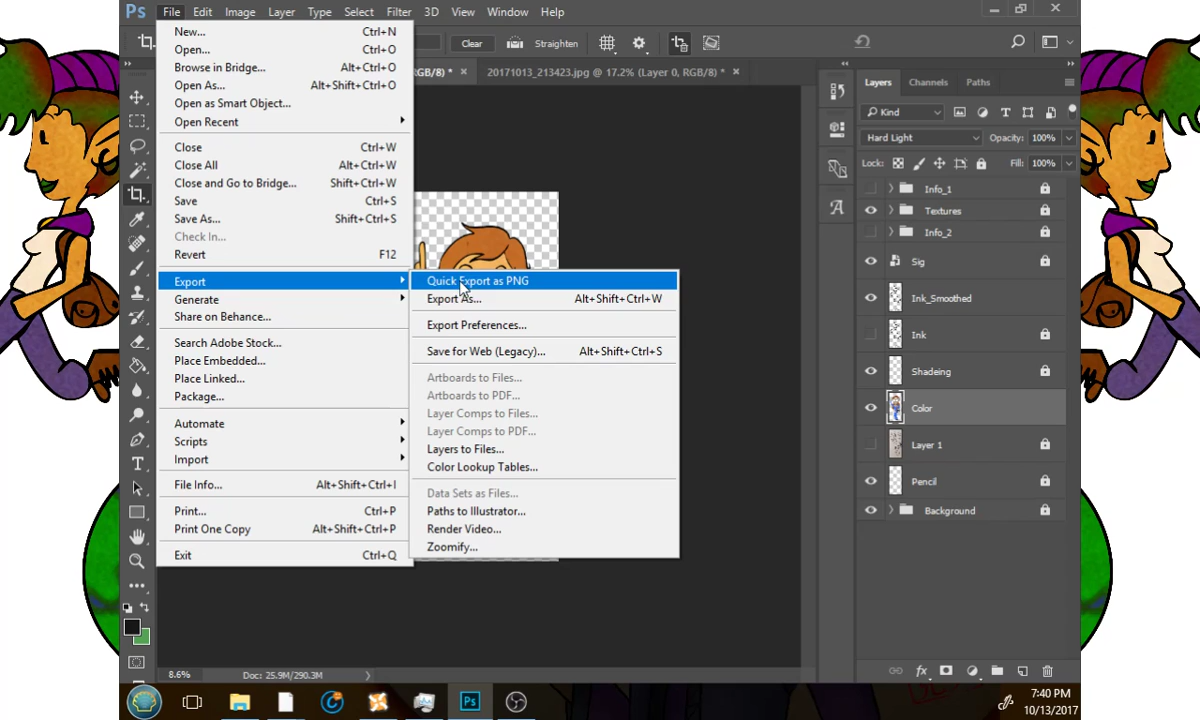 Ps File Edit Image Layer Type Select Filter 3D View Window Help
Clear Straighten
RGB/8) * × 20171013_213423.jpg @ 17.2% (Layer 0, RGB/8) * ×
New... Ctrl+N
Open... Ctrl+O
Browse in Bridge... Alt+Ctrl+O
Open As... Alt+Shift+Ctrl+O
Open as Smart Object...
Open Recent
Close Ctrl+W
Close All Alt+Ctrl+W
Close and Go to Bridge... Shift+Ctrl+W
Save Ctrl+S
Save As... Shift+Ctrl+S
Check In...
Revert F12
Export
Generate
Share on Behance...
Search Adobe Stock...
Place Embedded...
Place Linked...
Package...
Automate
Scripts
Import
File Info... Alt+Shift+Ctrl+I
Print... Ctrl+P
Print One Copy Alt+Shift+Ctrl+P
Exit Ctrl+Q
Quick Export as PNG
Export As... Alt+Shift+Ctrl+W
Export Preferences...
Save for Web (Legacy)... Alt+Shift+Ctrl+S
Artboards to Files...
Artboards to PDF...
Layer Comps to Files...
Layer Comps to PDF...
Layers to Files...
Color Lookup Tables...
Data Sets as Files...
Paths to Illustrator...
Render Video...
Zoomify...
Layers Channels Paths
Kind
Hard Light Opacity: 100%
Lock: Fill: 100%
Info_1
Textures
Info_2
Sig
Ink_Smoothed
Ink
Shadeing
Color
Layer 1
Pencil
Background
fx
8.6% Doc: 25.9M/290.3M
Ps
7:40 PM
10/13/2017